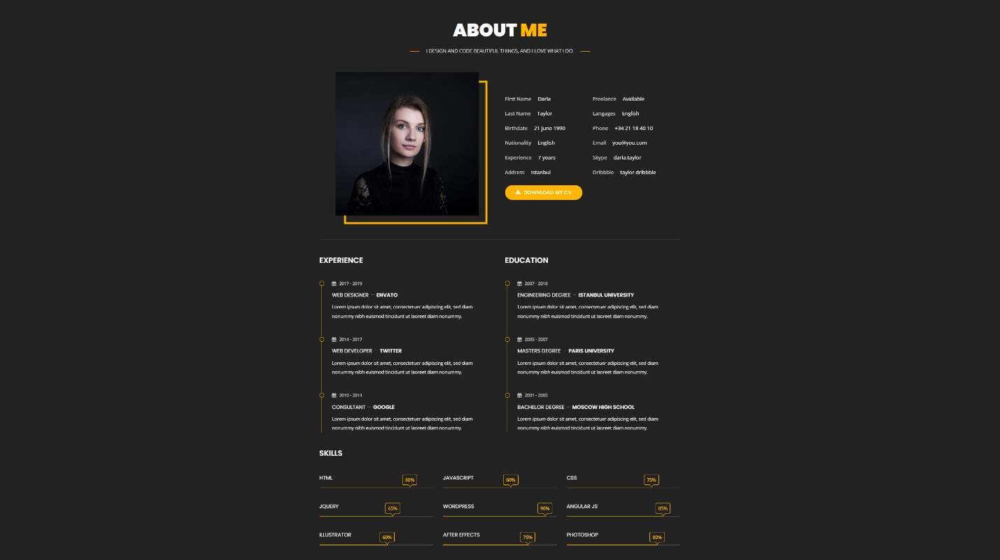 ABOUT ME
I DESIGN AND CODE BEAUTIFUL THINGS, AND I LOVE WHAT I DO.
First Name Daria
Last Name Taylor
Birthdate 21 june 1990
Nationality English
Experience 7 years
Address Istanbul
Freelance Available
Langages English
Phone +34 21 18 40 10
Email you@you.com
Skype daria.taylor
Dribbble taylor.dribbble
DOWNLOAD MY CV
EXPERIENCE
2017 - 2019
WEB DESIGNER — ENVATO
Lorem ipsum dolor sit amet, consectetuer adipiscing elit, sed diam
nonummy nibh euismod tincidunt ut laoreet diam nonummy.
2014 - 2017
WEB DEVELOPER — TWITTER
Lorem ipsum dolor sit amet, consectetuer adipiscing elit, sed diam
nonummy nibh euismod tincidunt ut laoreet diam nonummy.
2010 - 2014
CONSULTANT — GOOGLE
Lorem ipsum dolor sit amet, consectetuer adipiscing elit, sed diam
nonummy nibh euismod tincidunt ut laoreet diam nonummy.
EDUCATION
2007 - 2010
ENGINEERING DEGREE — ISTANBUL UNIVERSITY
Lorem ipsum dolor sit amet, consectetuer adipiscing elit, sed diam
nonummy nibh euismod tincidunt ut laoreet diam nonummy.
2005 - 2007
MASTERS DEGREE — PARIS UNIVERSITY
Lorem ipsum dolor sit amet, consectetuer adipiscing elit, sed diam
nonummy nibh euismod tincidunt ut laoreet diam nonummy.
2001 - 2005
BACHELOR DEGREE — MOSCOW HIGH SCHOOL
Lorem ipsum dolor sit amet, consectetuer adipiscing elit, sed diam
nonummy nibh euismod tincidunt ut laoreet diam nonummy.
SKILLS
HTML 80%
JAVASCRIPT 60%
CSS 75%
JQUERY 65%
WORDPRESS 90%
ANGULAR JS 85%
ILLUSTRATOR 60%
AFTER EFFECTS 75%
PHOTOSHOP 80%